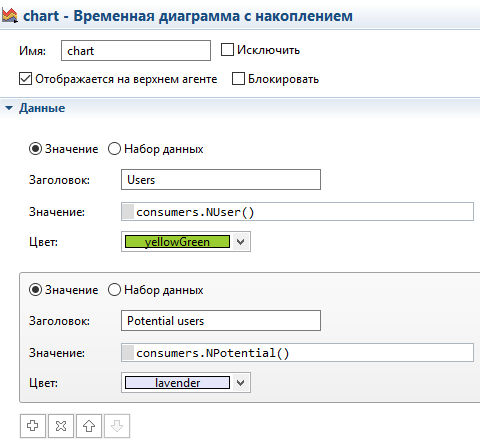 chart - Временная диаграмма с накоплением
Имя: chart Исключить
Отображается на верхнем агенте Блокировать
Данные
Значение Набор данных
Заголовок: Users
Значение: consumers.NUser()
Цвет: yellowGreen
Значение Набор данных
Заголовок: Potential users
Значение: consumers.NPotential()
Цвет: lavender